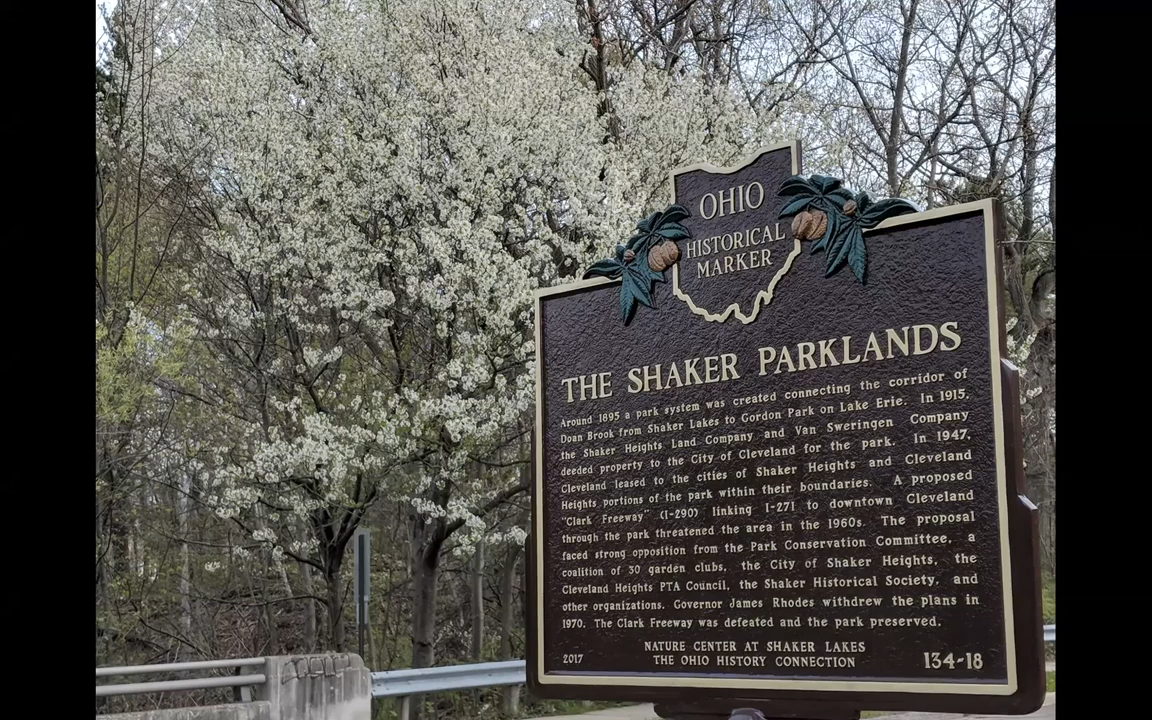 OHIO
HISTORICAL
MARKER
THE SHAKER PARKLANDS
Around 1895 a park system was created connecting the corridor of
Doan Brook from Shaker Lakes to Gordon Park on Lake Erie. In 1915,
the Shaker Heights Land Company and Van Sweringen Company
deeded property to the City of Cleveland for the park. In 1947,
Cleveland leased to the cities of Shaker Heights and Cleveland
Heights portions of the park within their boundaries. A proposed
"Clark Freeway" (I-290) linking I-271 to downtown Cleveland
through the park threatened the area in the 1960s. The proposal
faced strong opposition from the Park Conservation Committee, a
coalition of 30 garden clubs, the City of Shaker Heights, the
Cleveland Heights PTA Council, the Shaker Historical Society, and
other organizations. Governor James Rhodes withdrew the plans in
1970. The Clark Freeway was defeated and the park preserved.
NATURE CENTER AT SHAKER LAKES
2017 THE OHIO HISTORY CONNECTION 134-18